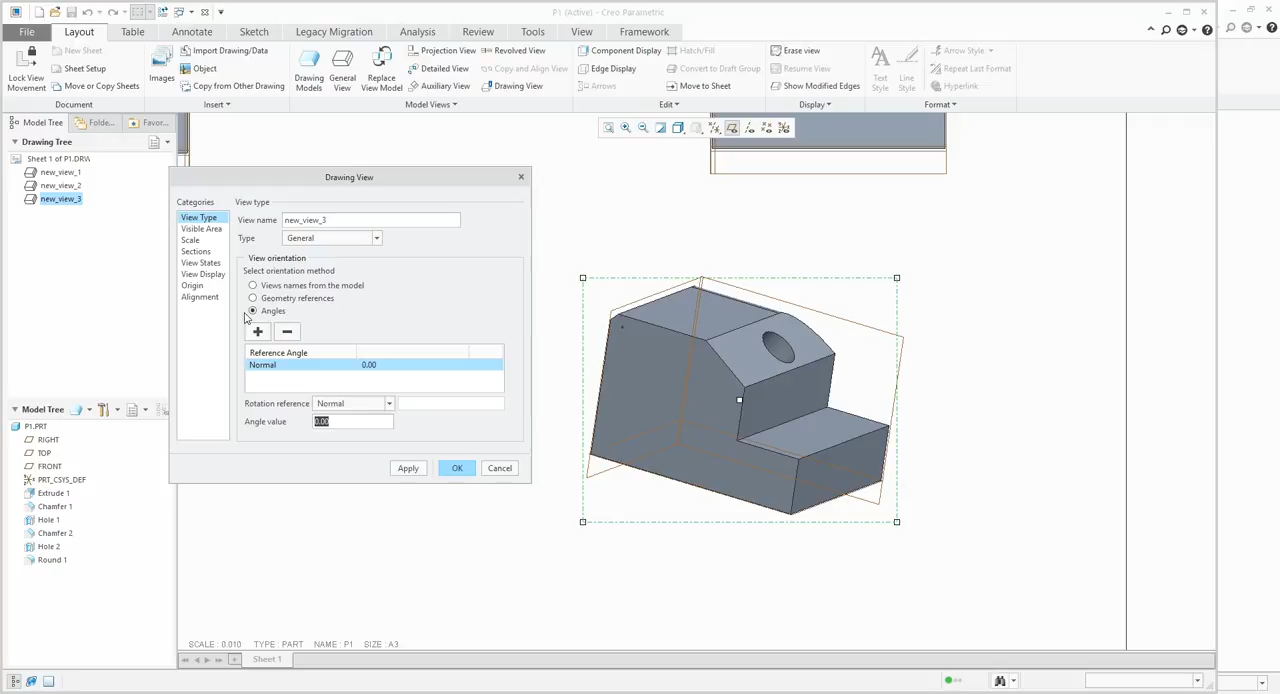 P1 (Active) - Creo Parametric
File Layout Table Annotate Sketch Legacy Migration Analysis Review Tools View Framework
Lock View Movement
New Sheet
Sheet Setup
Move or Copy Sheets
Document
Images
Import Drawing/Data
Object
Copy from Other Drawing
Insert
Drawing Models
General View
Replace View Model
Projection View
Detailed View
Auxiliary View
Revolved View
Copy and Align View
Drawing View
Model Views
Component Display
Edge Display
Arrows
Hatch/Fill
Convert to Draft Group
Move to Sheet
Edit
Erase view
Resume View
Show Modified Edges
Display
Text Style
Line Style
Arrow Style
Repeat Last Format
Hyperlink
Format
Model Tree Folde... Favor...
Drawing Tree
Sheet 1 of P1.DRW
new_view_1
new_view_2
new_view_3
Model Tree
P1.PRT
RIGHT
TOP
FRONT
PRT_CSYS_DEF
Extrude 1
Chamfer 1
Hole 1
Chamfer 2
Hole 2
Round 1
Drawing View
Categories
View Type
Visible Area
Scale
Sections
View States
View Display
Origin
Alignment
View type
View name new_view_3
Type General
View orientation
Select orientation method
Views names from the model
Geometry references
Angles
Reference Angle
Normal 0.00
Rotation reference Normal
Angle value 0.00
Apply OK Cancel
SCALE : 0.010 TYPE : PART NAME : P1 SIZE : A3
Sheet 1